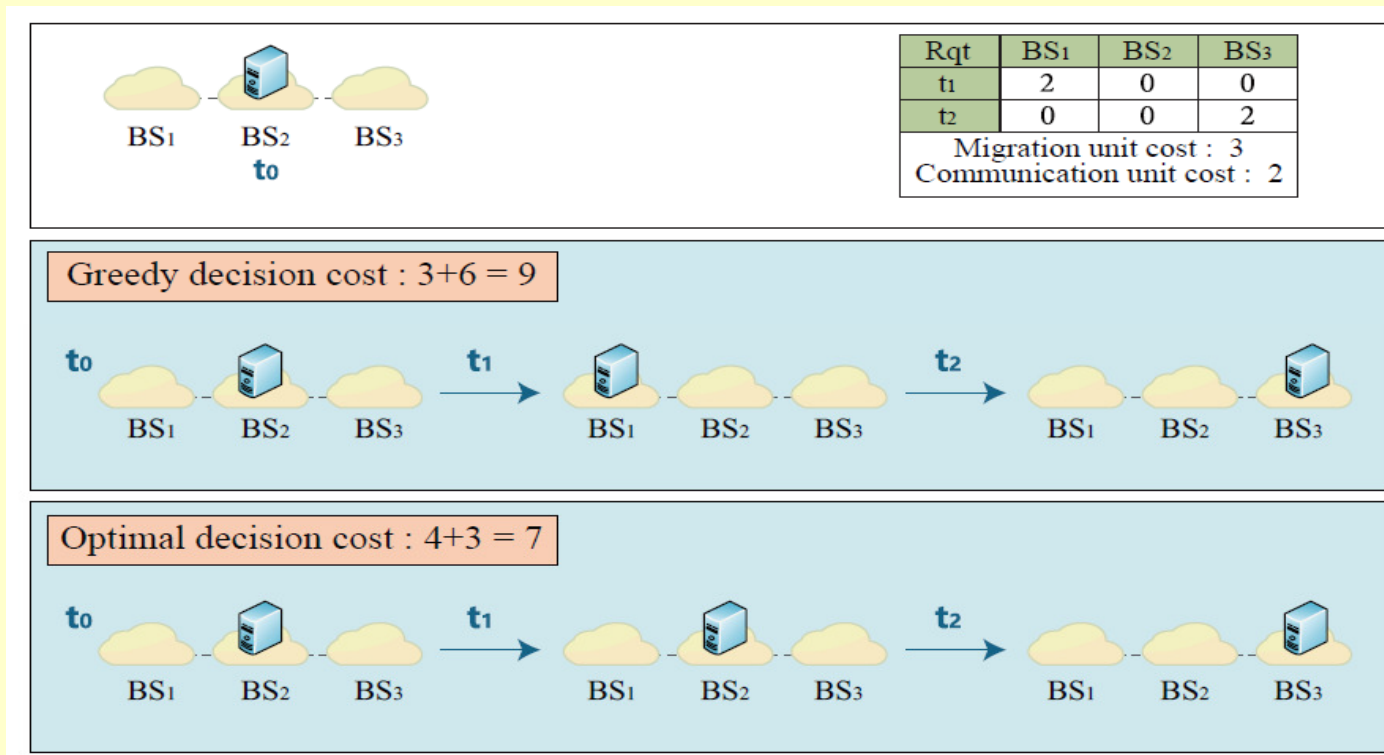 Rqt BS1 BS2 BS3
t1 2 0 0
t2 0 0 2
Migration unit cost : 3
Communication unit cost : 2
BS1 BS2 BS3
t0
Greedy decision cost : 3+6 = 9
t0 t1 t2
BS1 BS2 BS3 BS1 BS2 BS3 BS1 BS2 BS3
Optimal decision cost : 4+3 = 7
t0 t1 t2
BS1 BS2 BS3 BS1 BS2 BS3 BS1 BS2 BS3